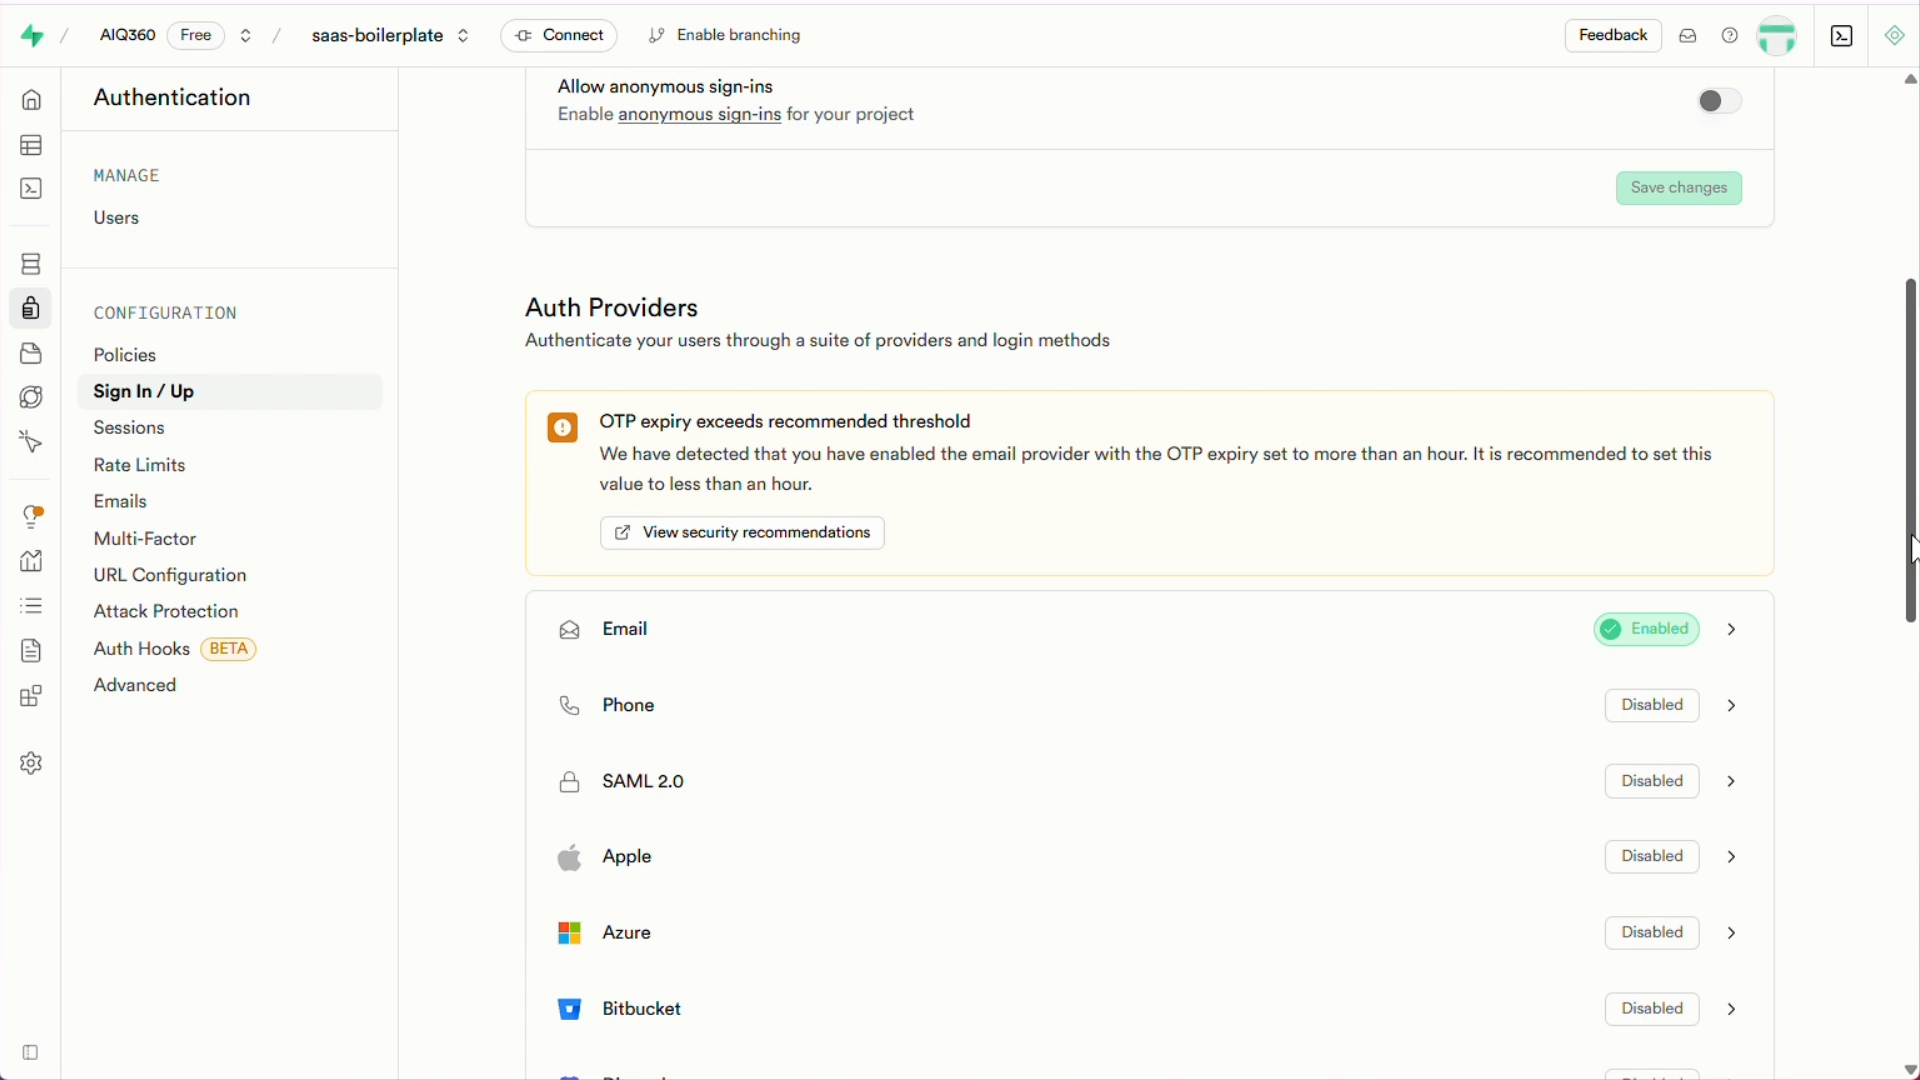 AIQ360 Free saas-boilerplate Connect Enable branching Feedback
Authentication
MANAGE
Users
CONFIGURATION
Policies
Sign In / Up
Sessions
Rate Limits
Emails
Multi-Factor
URL Configuration
Attack Protection
Auth Hooks BETA
Advanced
Allow anonymous sign-ins
Enable anonymous sign-ins for your project
Save changes
Auth Providers
Authenticate your users through a suite of providers and login methods
OTP expiry exceeds recommended threshold
We have detected that you have enabled the email provider with the OTP expiry set to more than an hour. It is recommended to set this
value to less than an hour.
View security recommendations
Email Enabled
Phone Disabled
SAML 2.0 Disabled
Apple Disabled
Azure Disabled
Bitbucket Disabled